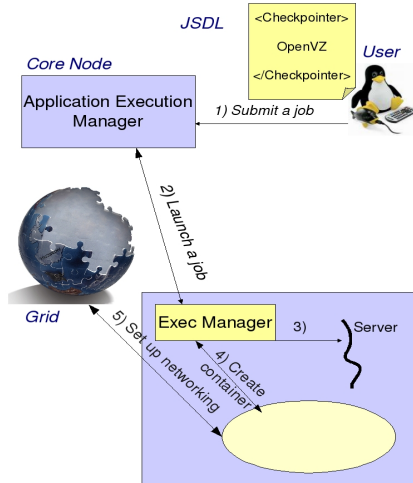 JSDL
<Checkpointer>
OpenVZ
</Checkpointer>
User
Core Node
Application Execution
Manager
1) Submit a job
2) Launch a job
Grid
Exec Manager
3)
Server
4) Create
container
5) Set up networking